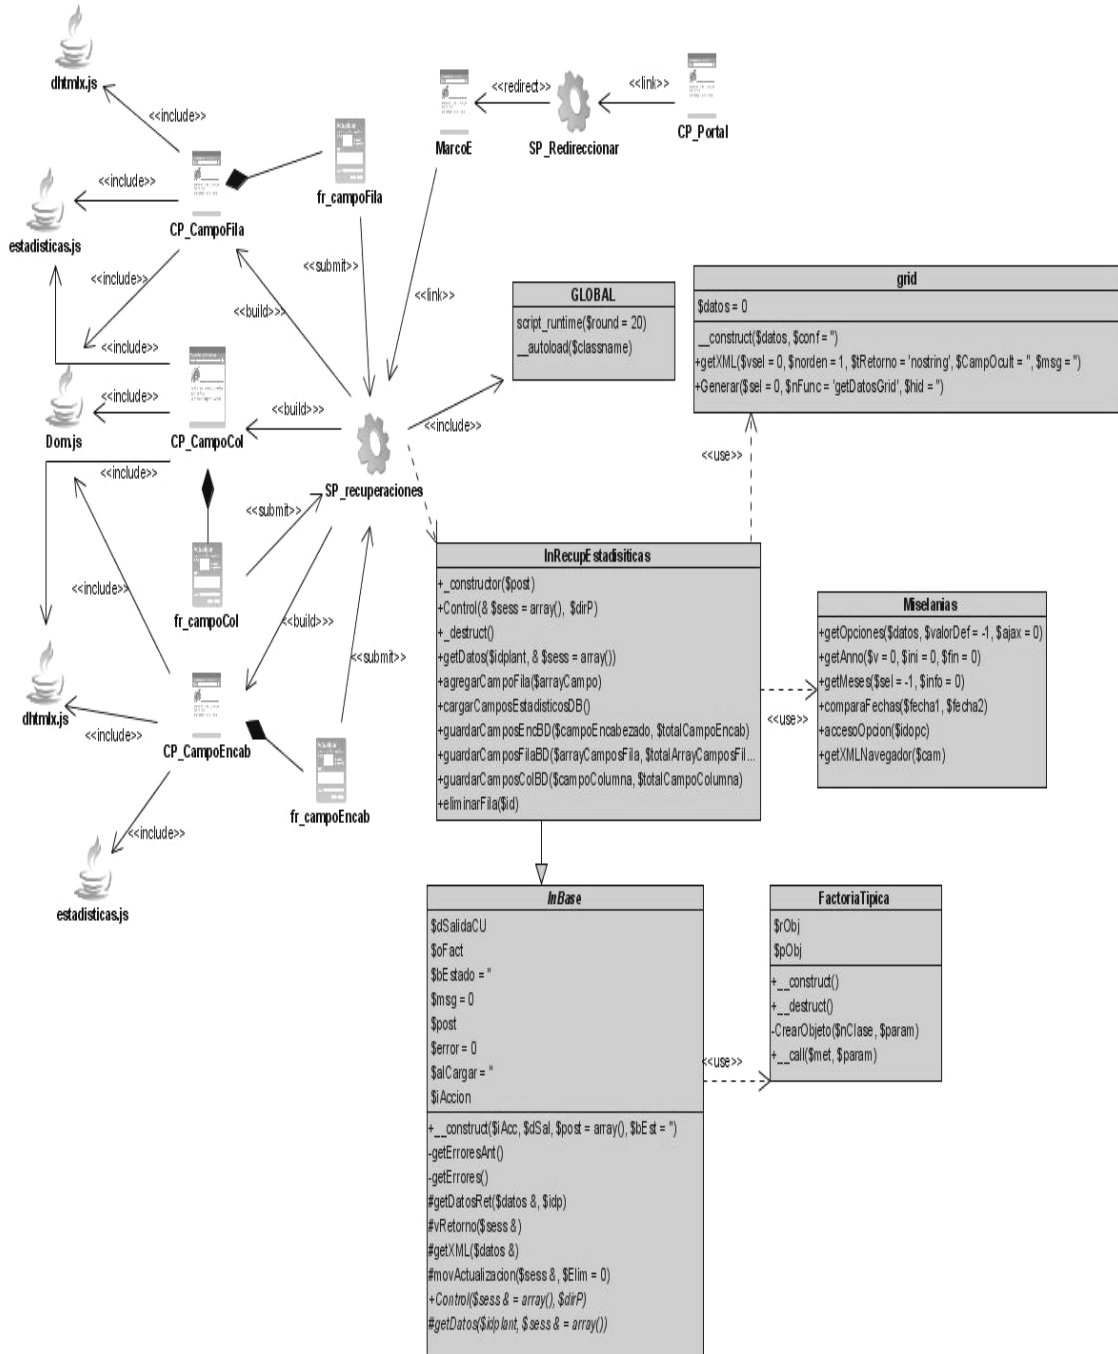 dhtmlx.js
<<include>>
<<redirect>>
<<link>>
MarcoE
SP_Redireccionar
CP_Portal
fr_campoFila
<<include>>
CP_CampoFila
estadisticas.js
<<include>>
<<submit>>
<<link>>
<<build>>
GLOBAL
script_runtime($round = 20)
__autoload($classname)
grid
$datos = 0
__construct($datos, $conf = '')
+getXML($vsel = 0, $norden = 1, $tRetorno = 'nostring', $CampOcult = '', $msg = '')
+Generar($sel = 0, $nFunc = 'getDatosGrid', $hid = '')
<<include>>
<<build>>
<<include>>
Dom.js
CP_CampoCol
<<use>>
<<include>>
SP_recuperaciones
<<submit>>
InRecupEstadisiticas
+_constructor($post)
+Control(& $sess = array(), $dirP)
+_destruct()
+getDatos($idplant, & $sess = array())
+agregarCampoFila($arrayCampo)
+cargarCamposEstadisticosDB()
+guardarCamposEncBD($campoEncabezado, $totalCampoEncab)
+guardarCamposFilaBD($arrayCamposFila, $totalArrayCamposFil...
+guardarCamposColBD($campoColumna, $totalCampoColumna)
+eliminarFila($id)
<<include>>
fr_campoCol
<<build>>
<<submit>>
Miselanias
+getOpciones($datos, $valorDef = -1, $ajax = 0)
+getAnno($v = 0, $ini = 0, $fin = 0)
+getMeses($sel = -1, $info = 0)
+comparaFechas($fecha1, $fecha2)
+accesoOpcion($idopc)
+getXMLNavegador($cam)
<<use>>
dhtmlx.js
<<include>>
CP_CampoEncab
fr_campoEncab
<<include>>
estadisticas.js
InBase
$dSalidaCU
$oFact
$bEstado = ''
$msg = 0
$post
$error = 0
$alCargar = ''
$iAccion
+__construct($iAcc, $dSal, $post = array(), $bEst = '')
-getErroresAnt()
-getErrores()
#getDatosRet($datos &, $idp)
#vRetorno($sess &)
#getXML($datos &)
#movActualizacion($sess &, $Elim = 0)
+Control($sess & = array(), $dirP)
#getDatos($idplant, $sess & = array())
<<use>>
FactoriaTipica
$rObj
$pObj
+__construct()
+__destruct()
-CrearObjeto($nClase, $param)
+__call($met, $param)